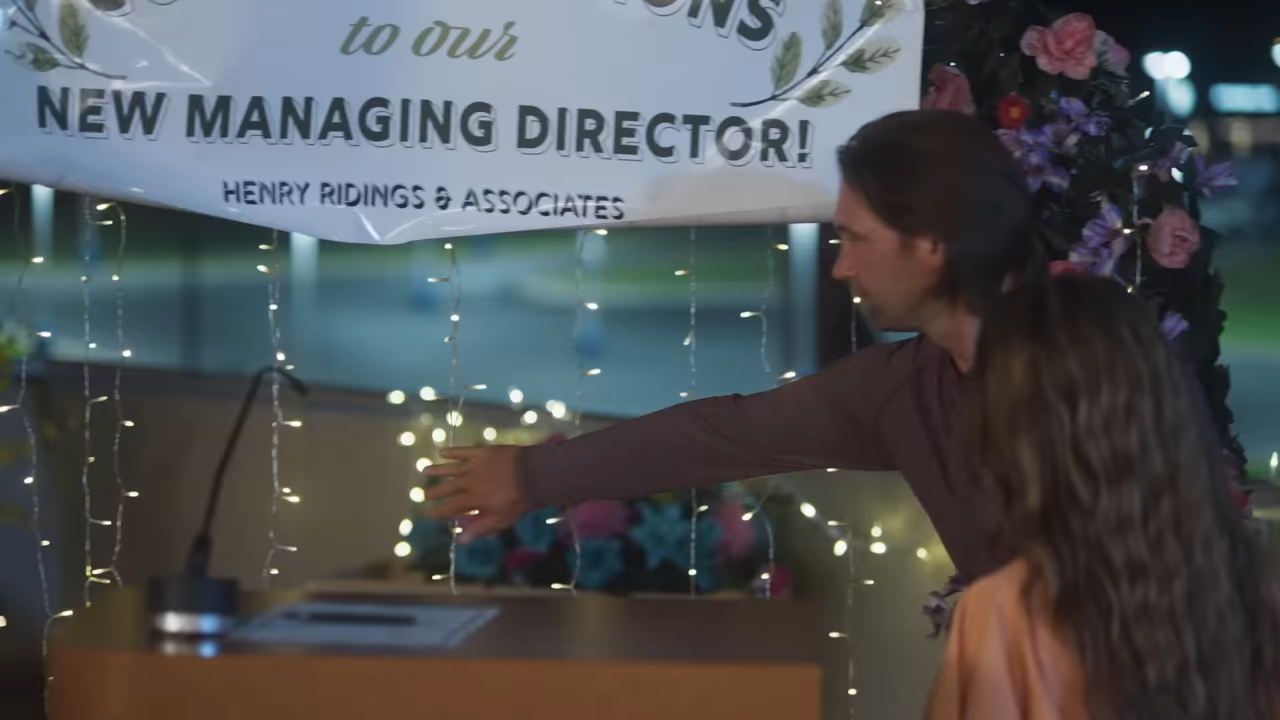 to our
NEW MANAGING DIRECTOR!
HENRY RIDINGS & ASSOCIATES